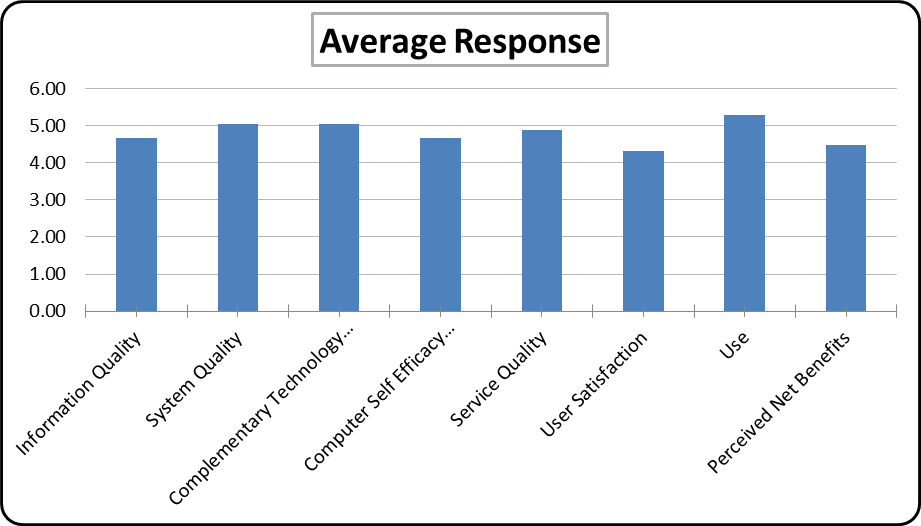 Average Response
6.00
5.00
4.00
3.00
2.00
1.00
0.00
Information Quality
System Quality
Complementary Technology...
Computer Self Efficacy...
Service Quality
User Satisfaction
Use
Perceived Net Benefits